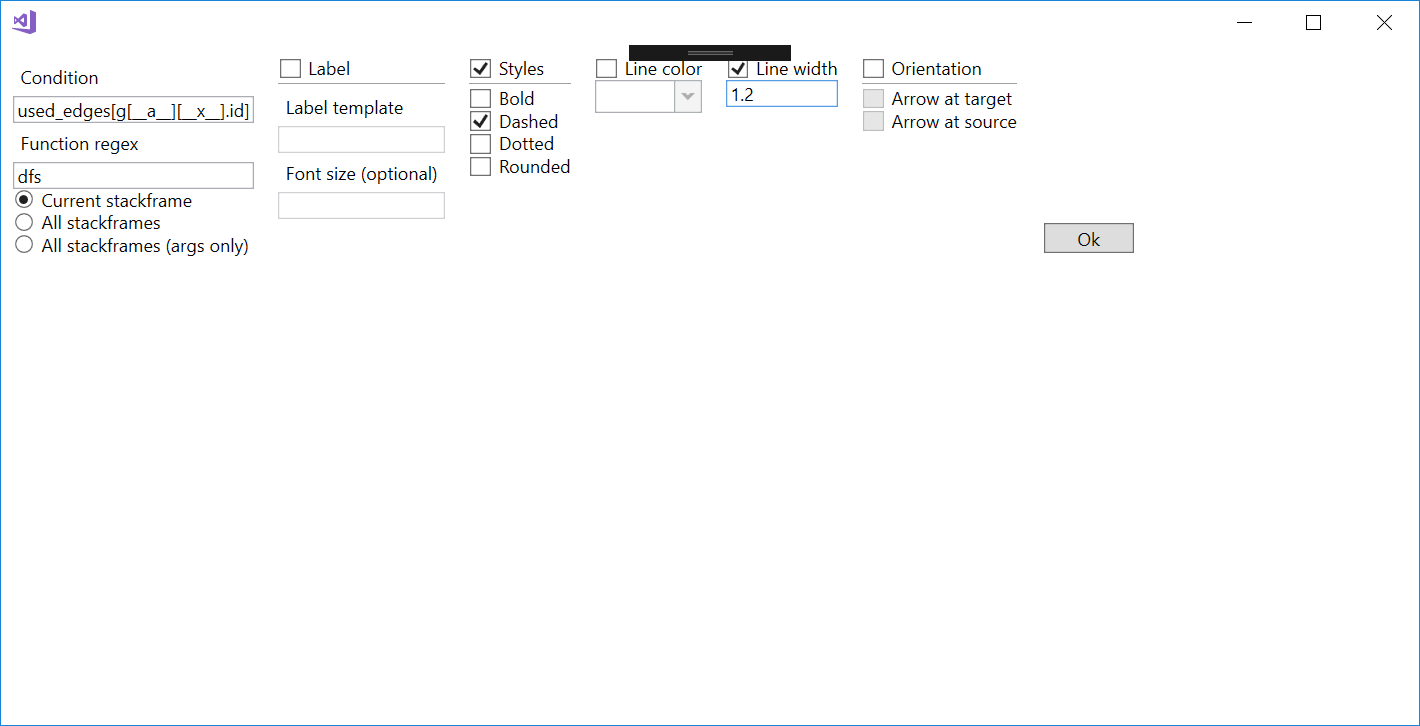 Condition
used_edges[g[__a__][__x__].id]
Function regex
dfs
Current stackframe
All stackframes
All stackframes (args only)
Label
Label template
Font size (optional)
Styles
Bold
Dashed
Dotted
Rounded
Line color
Line width
1.2
Orientation
Arrow at target
Arrow at source
Ok